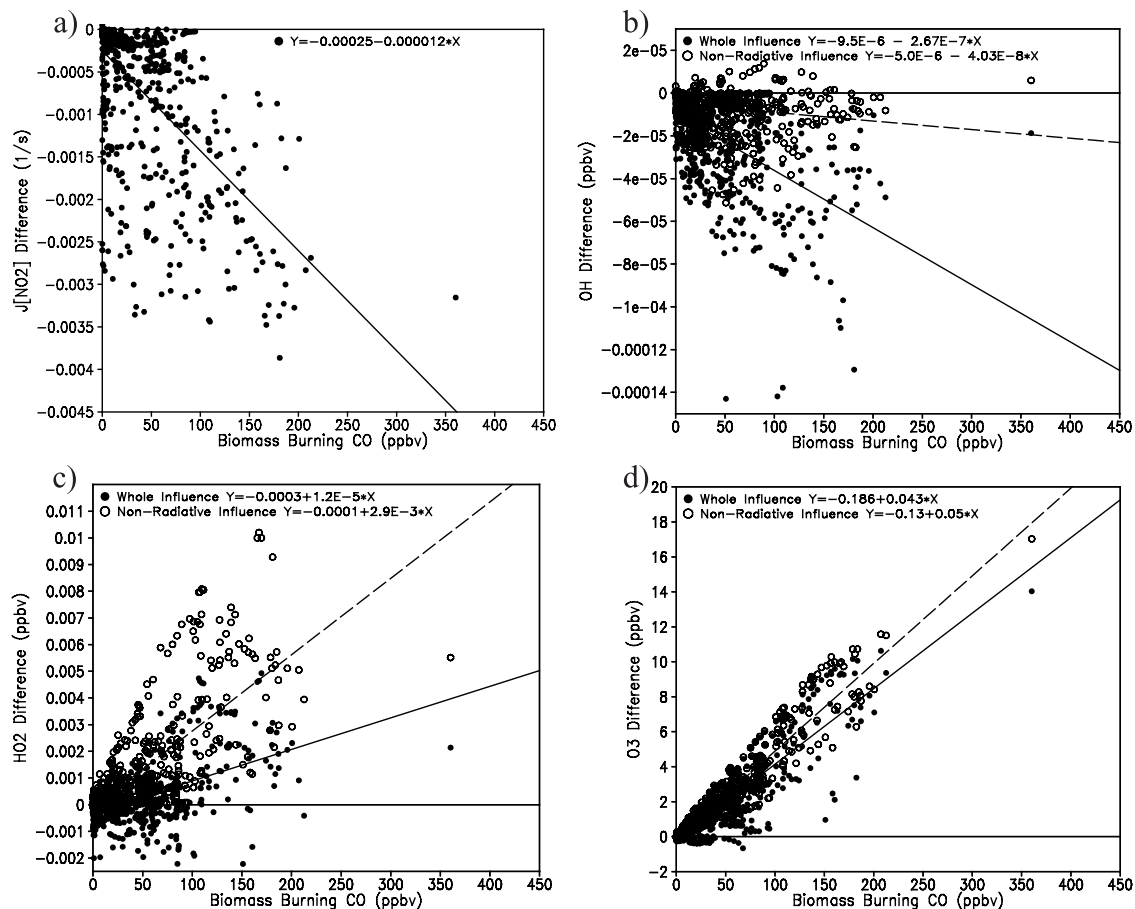 a)
● Y=−0.00025−0.000012*X
0
−0.0005
−0.001
−0.0015
−0.002
−0.0025
−0.003
−0.0035
−0.004
−0.0045
J[NO2] Difference (1/s)
0 50 100 150 200 250 300 350 400 450
Biomass Burning CO (ppbv)
b)
● Whole Influence Y=−9.5E−6 − 2.67E−7*X
○ Non−Radiative Influence Y=−5.0E−6 − 4.03E−8*X
2e−05
0
−2e−05
−4e−05
−6e−05
−8e−05
−1e−04
−0.00012
−0.00014
OH Difference (ppbv)
0 50 100 150 200 250 300 350 400 450
Biomass Burning CO (ppbv)
c)
● Whole Influence Y=−0.0003+1.2E−5*X
○ Non−Radiative Influence Y=−0.0001+2.9E−3*X
0.011
0.01
0.009
0.008
0.007
0.006
0.005
0.004
0.003
0.002
0.001
0
−0.001
−0.002
HO2 Difference (ppbv)
0 50 100 150 200 250 300 350 400 450
Biomass Burning CO (ppbv)
d)
● Whole Influence Y=−0.186+0.043*X
○ Non−Radiative Influence Y=−0.13+0.05*X
20
18
16
14
12
10
8
6
4
2
0
−2
O3 Difference (ppbv)
0 50 100 150 200 250 300 350 400 450
Biomass Burning CO (ppbv)